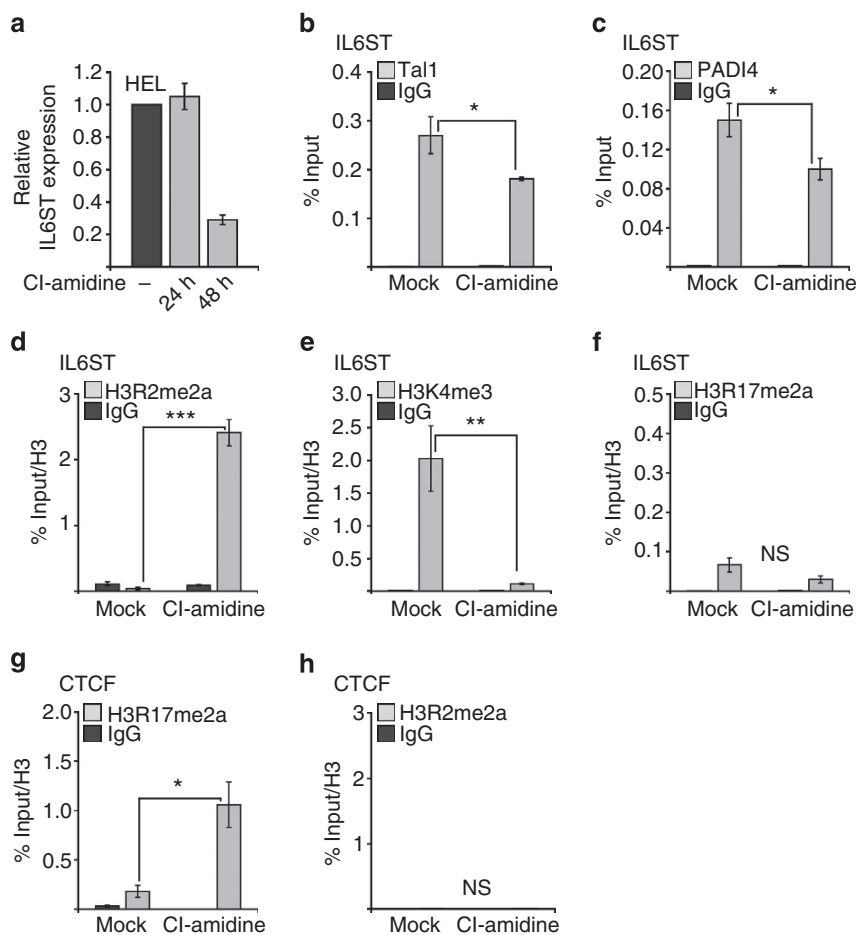 a
Relative
IL6ST expression
1.2
1.0
0.8
0.6
0.4
0.2
HEL
Cl-amidine
–
24 h
48 h
b
IL6ST
Tal1
IgG
% Input
0.4
0.3
0.2
0.1
*
Mock
Cl-amidine
c
IL6ST
PADI4
IgG
% Input
0.20
0.16
0.12
0.08
0.04
*
Mock
Cl-amidine
d
IL6ST
H3R2me2a
IgG
% Input/H3
3
2
1
***
Mock
Cl-amidine
e
IL6ST
H3K4me3
IgG
% Input/H3
3.0
2.5
2.0
1.5
1.0
0.5
**
Mock
Cl-amidine
f
IL6ST
H3R17me2a
IgG
% Input/H3
0.5
0.4
0.3
0.2
0.1
NS
Mock
Cl-amidine
g
CTCF
H3R17me2a
IgG
% Input/H3
2.0
1.5
1.0
0.5
*
Mock
Cl-amidine
h
CTCF
H3R2me2a
IgG
% Input/H3
3
2
1
NS
Mock
Cl-amidine